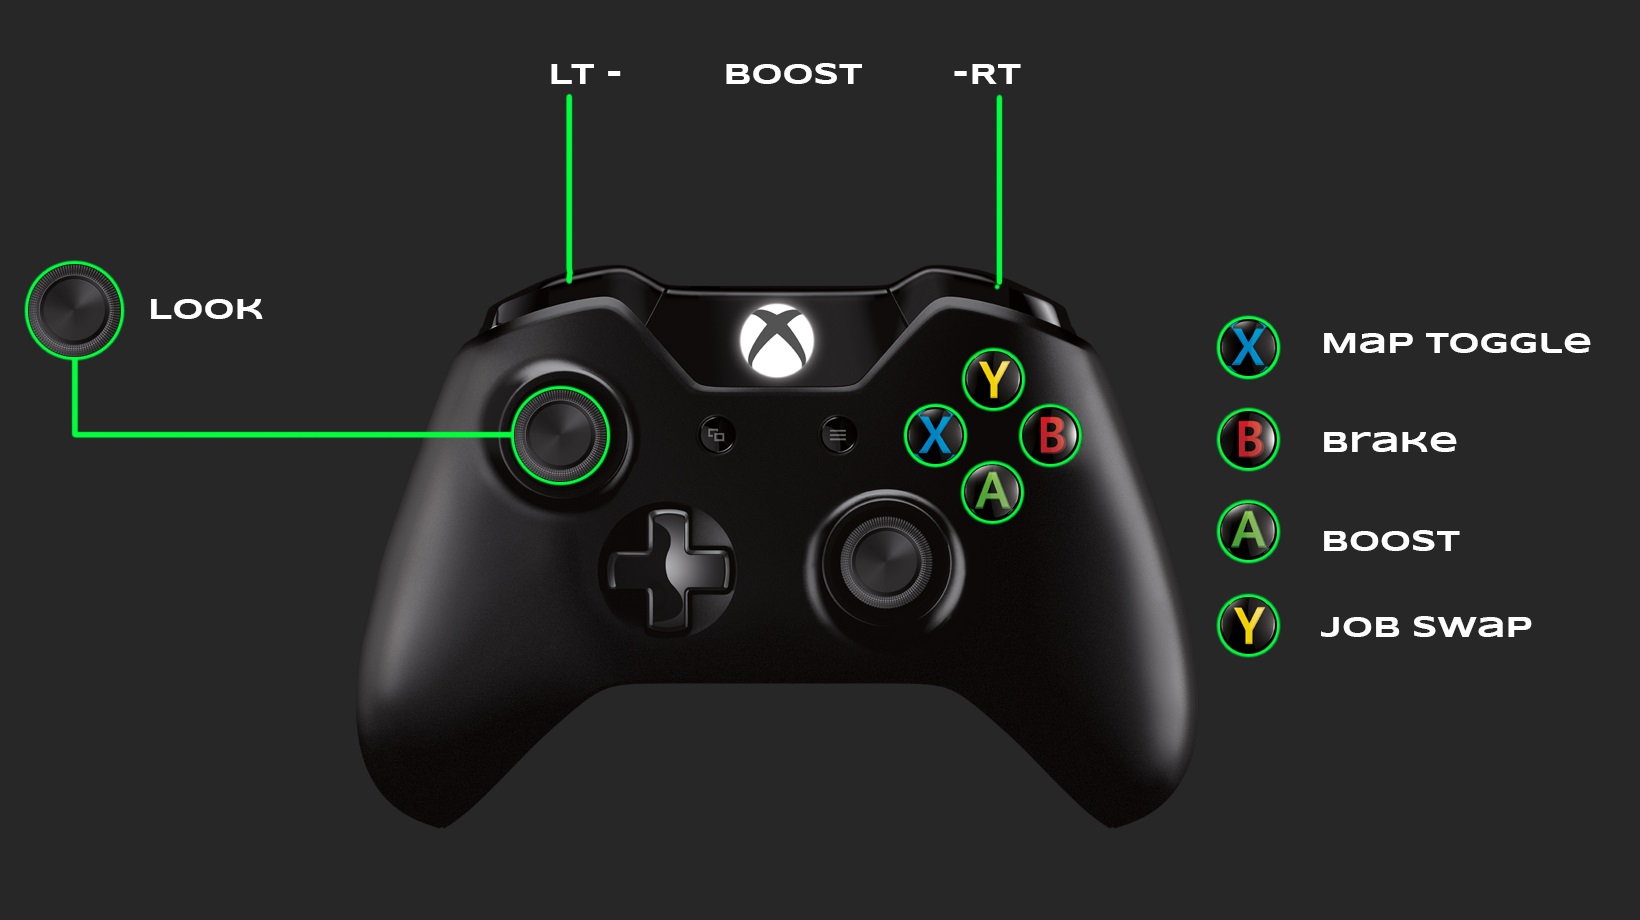 LT - BOOST -RT
LOOK
X MaP TOGGLe
B BraKe
A BOOST
Y JOB SWaP
Y
X B
A